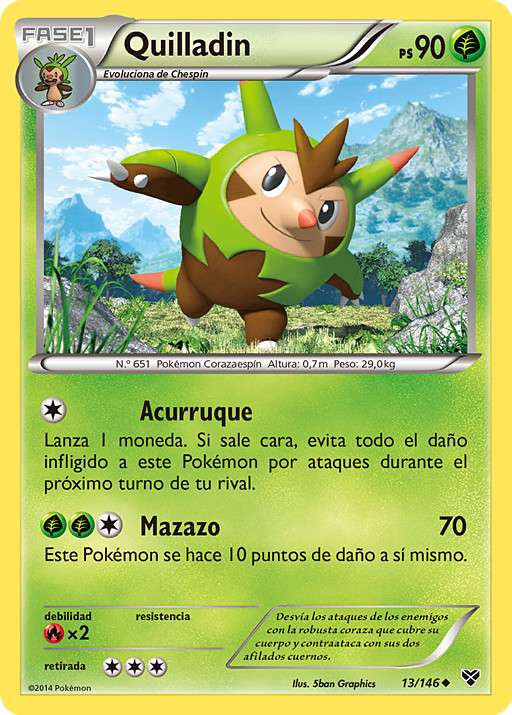 FASE1
Quilladin
PS 90
Evoluciona de Chespin
N.º 651 Pokémon Corazaespín Altura: 0,7m Peso: 29,0kg
Acurruque
Lanza 1 moneda. Si sale cara, evita todo el daño
infligido a este Pokémon por ataques durante el
próximo turno de tu rival.
Mazazo 70
Este Pokémon se hace 10 puntos de daño a sí mismo.
debilidad
resistencia
×2
retirada
Desvía los ataques de los enemigos
con la robusta coraza que cubre su
cuerpo y contraataca con sus dos
afilados cuernos.
©2014 Pokémon
Ilus. 5ban Graphics
13/146
XY